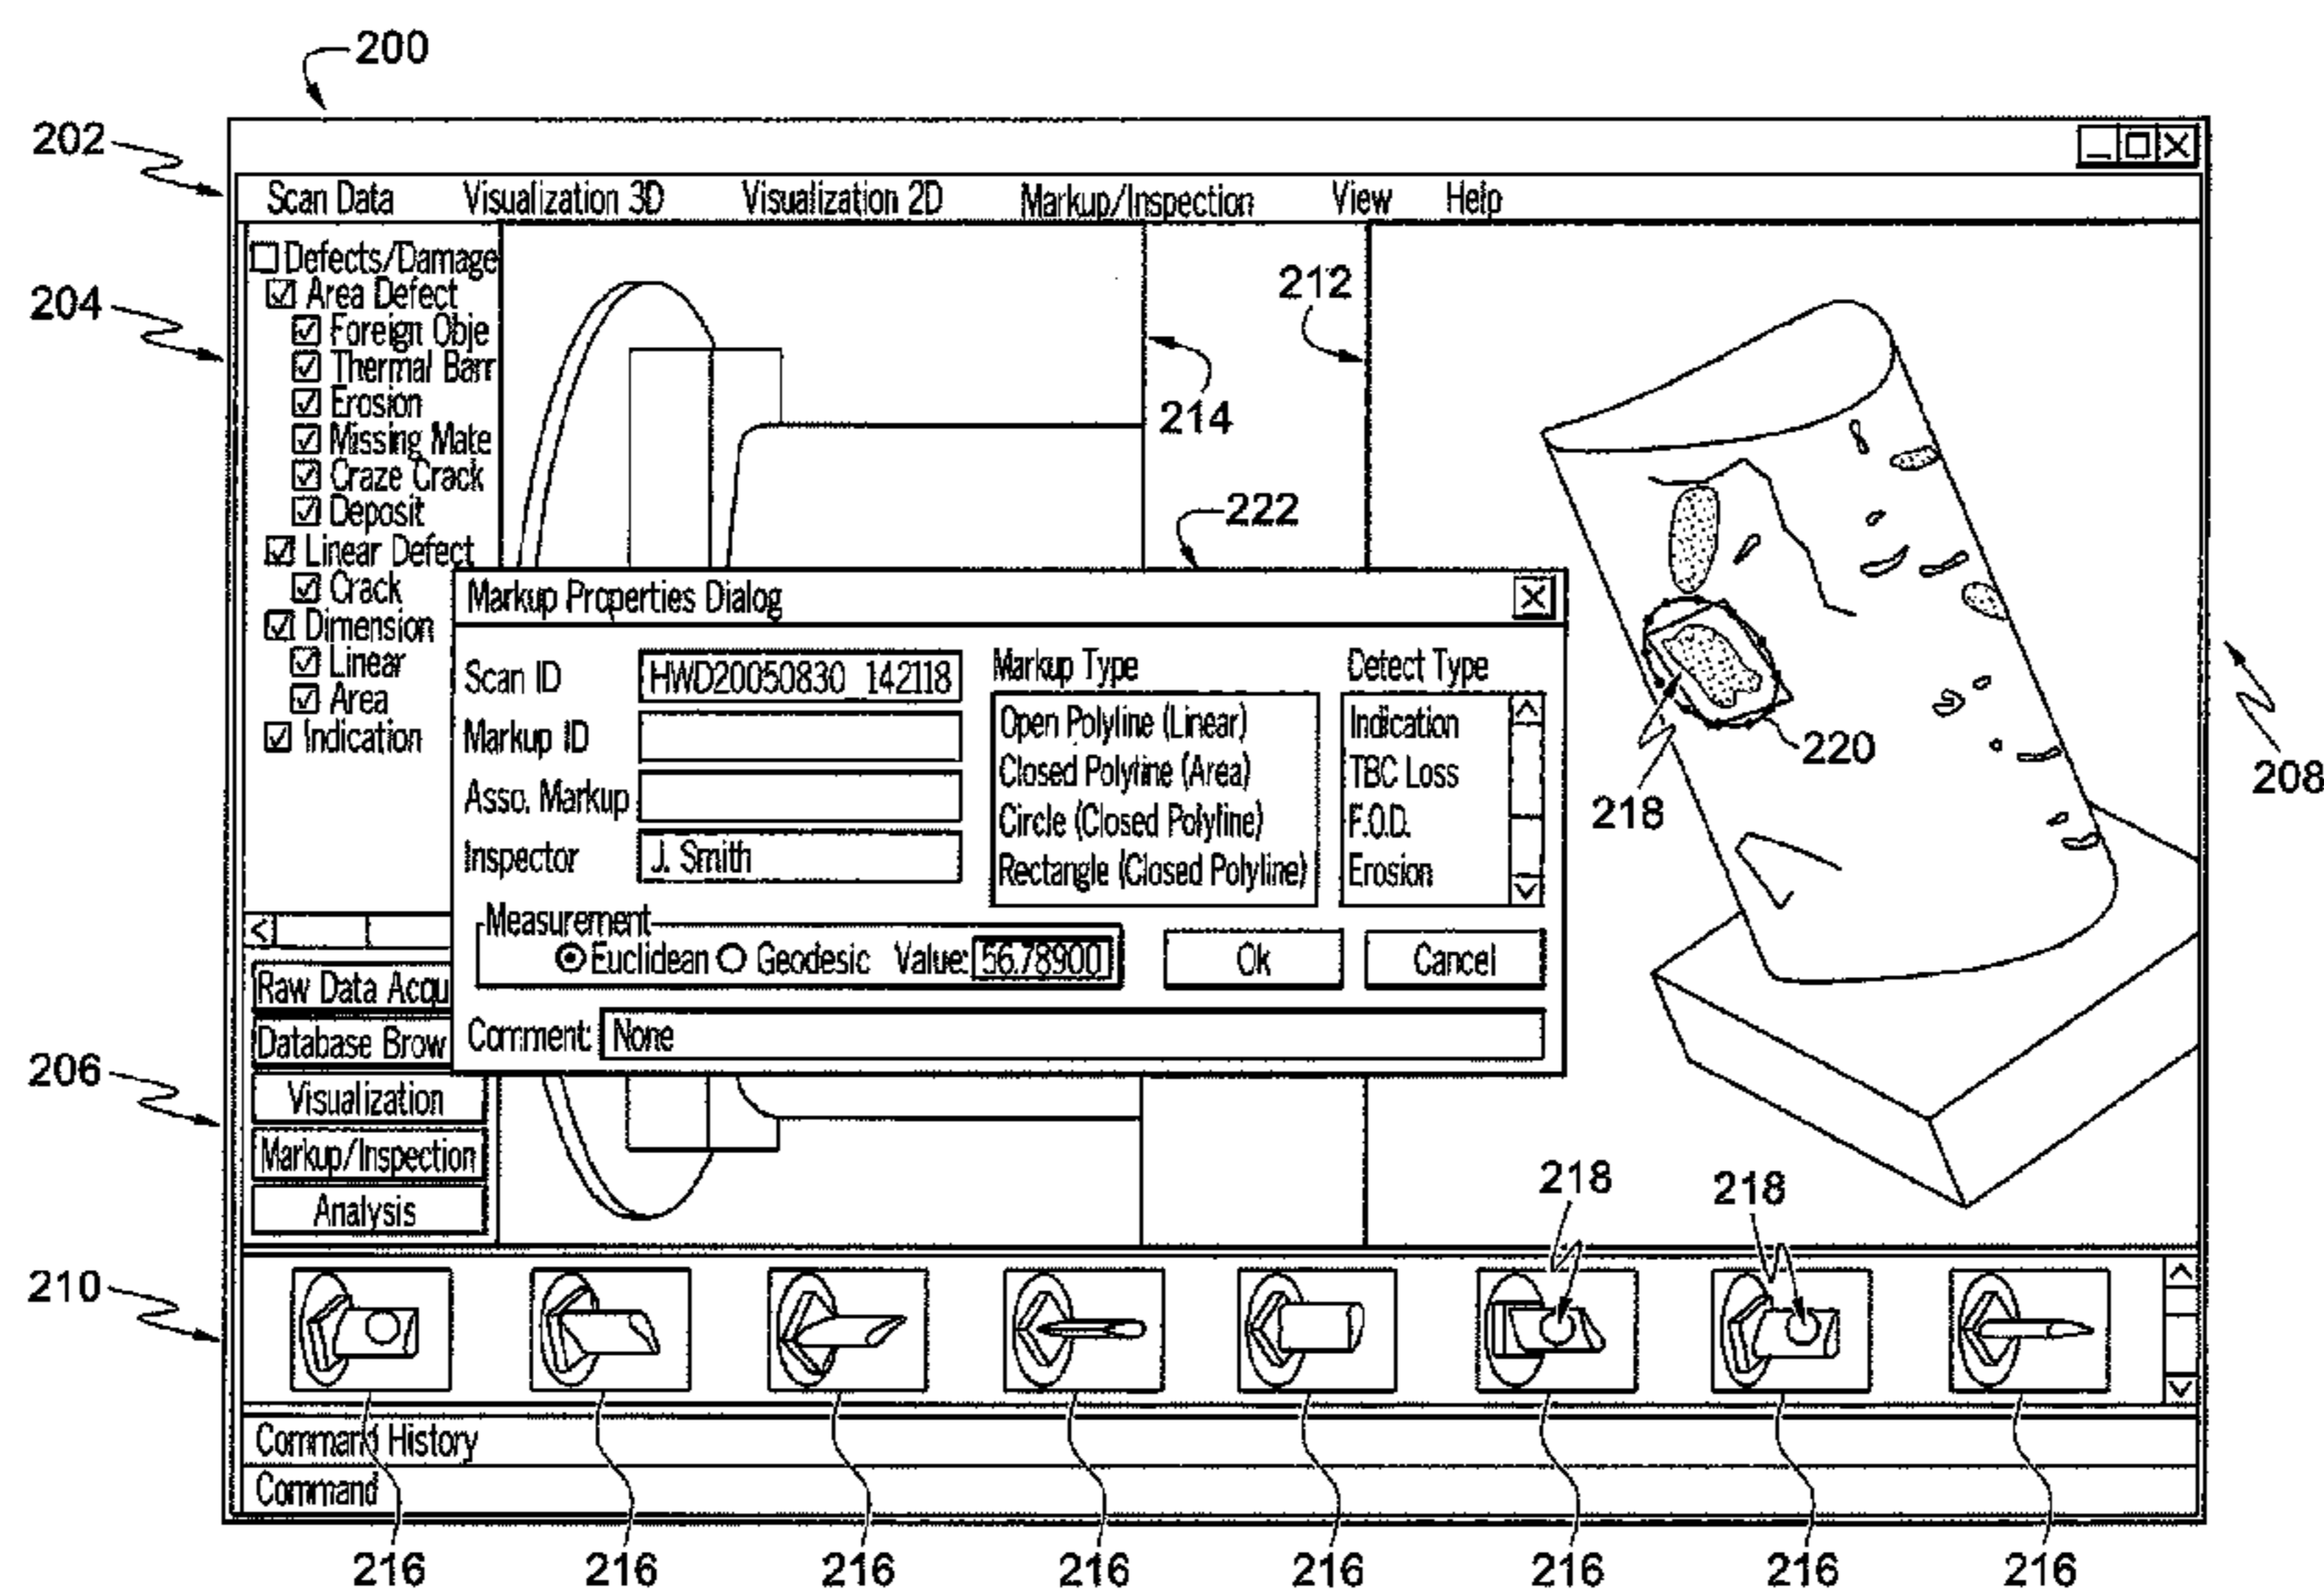 200
202
Scan Data Visualization 3D Visualization 2D Markup/Inspection View Help
204
Defects/Damage
Area Defect
Foreign Obje
Thermal Barr
Erosion
Missing Mate
Craze Crack
Deposit
Linear Defect
Crack
Dimension
Linear
Area
Indication
212
214
222
Markup Properties Dialog
Scan ID HWD20050830_142118
Markup ID
Asso. Markup
Inspector J. Smith
Markup Type
Open Polyline (Linear)
Closed Polyline (Area)
Circle (Closed Polyline)
Rectangle (Closed Polyline)
Defect Type
Indication
TBC Loss
F.O.D.
Erosion
Measurement
Euclidean Geodesic Value: 56.78900
Ok Cancel
Comment: None
220
218
208
Raw Data Acqu
Database Brow
206
Visualization
Markup/Inspection
Analysis
218 218
210
Command History
Command
216 216 216 216 216 216 216 216